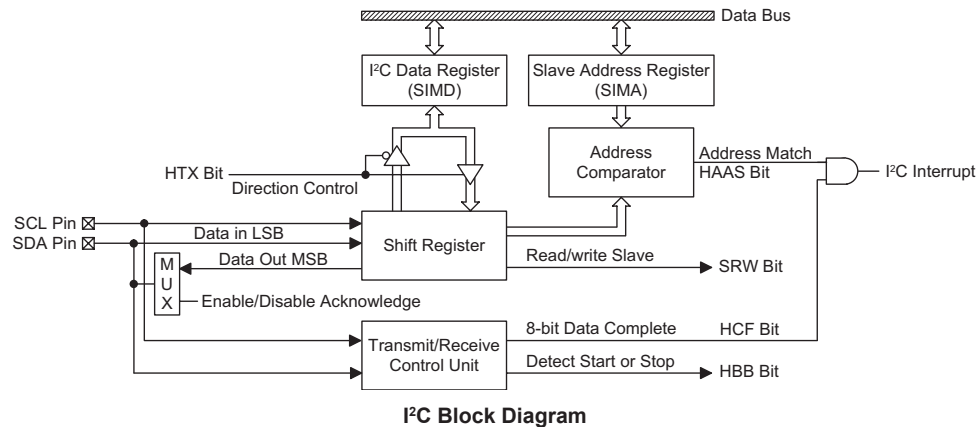 Data Bus
I²C Data Register
(SIMD)
Slave Address Register
(SIMA)
HTX Bit
Direction Control
Address
Comparator
Address Match
HAAS Bit
I²C Interrupt
SCL Pin
SDA Pin
Data in LSB
Shift Register
Data Out MSB
Read/write Slave
SRW Bit
M
U
X
Enable/Disable Acknowledge
Transmit/Receive
Control Unit
8-bit Data Complete
HCF Bit
Detect Start or Stop
HBB Bit
I²C Block Diagram